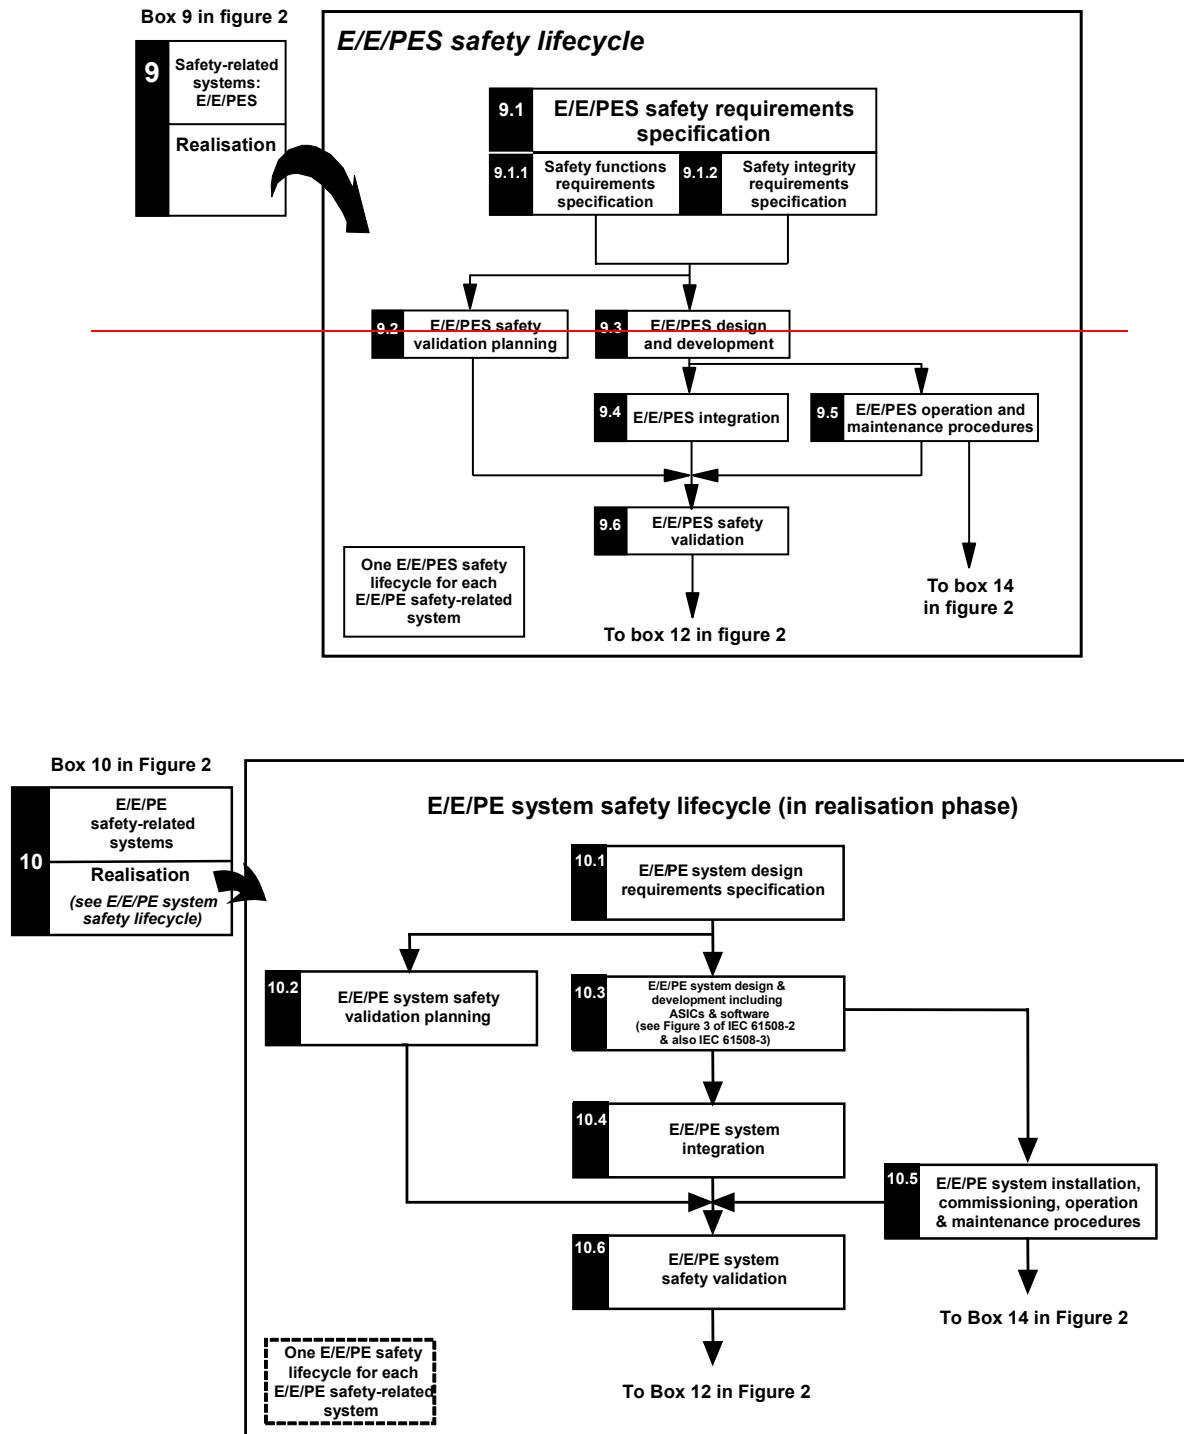 Box 9 in figure 2
9
Safety-related
systems:
E/E/PES
Realisation
E/E/PES safety lifecycle
9.1
E/E/PES safety requirements
specification
9.1.1
Safety functions
requirements
specification
9.1.2
Safety integrity
requirements
specification
9.2
E/E/PES safety
validation planning
9.3
E/E/PES design
and development
9.4
E/E/PES integration
9.5
E/E/PES operation and
maintenance procedures
9.6
E/E/PES safety
validation
One E/E/PES safety
lifecycle for each
E/E/PE safety-related
system
To box 12 in figure 2
To box 14
in figure 2
Box 10 in Figure 2
10
E/E/PE
safety-related
systems
Realisation
(see E/E/PE system
safety lifecycle)
E/E/PE system safety lifecycle (in realisation phase)
10.1
E/E/PE system design
requirements specification
10.2
E/E/PE system safety
validation planning
10.3
E/E/PE system design &
development including
ASICs & software
(see Figure 3 of IEC 61508-2
& also IEC 61508-3)
10.4
E/E/PE system
integration
10.5
E/E/PE system installation,
commissioning, operation
& maintenance procedures
10.6
E/E/PE system
safety validation
To Box 14 in Figure 2
One E/E/PE safety
lifecycle for each
E/E/PE safety-related
system
To Box 12 in Figure 2